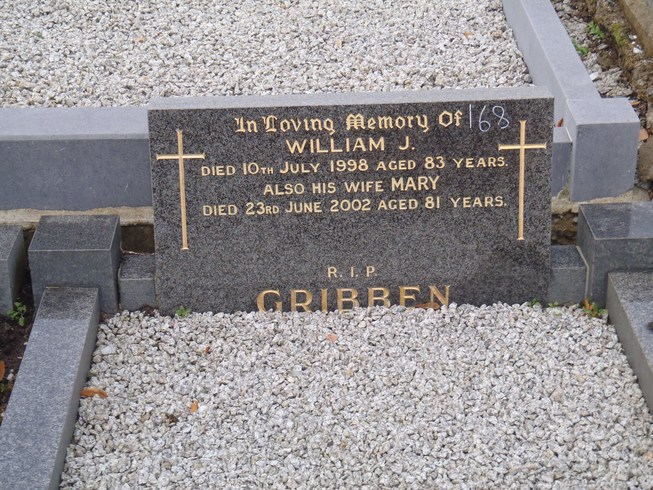 In Loving Memory Of 168
WILLIAM J.
DIED 10TH JULY 1998 AGED 83 YEARS.
ALSO HIS WIFE MARY
DIED 23RD JUNE 2002 AGED 81 YEARS.
R. I. P.
GRIBBEN